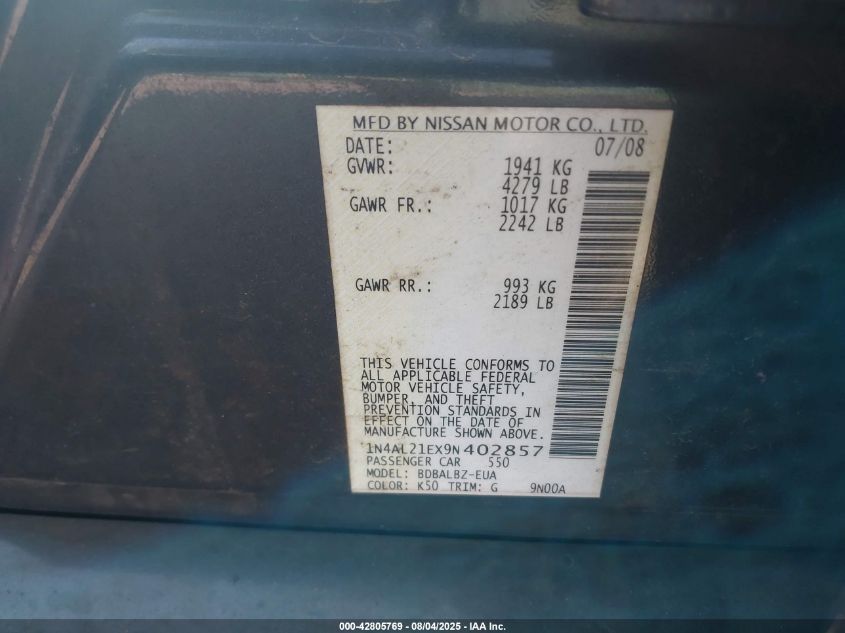 MFD BY NISSAN MOTOR CO., LTD.
DATE: 07/08
GVWR: 1941 KG
4279 LB
GAWR FR.: 1017 KG
2242 LB
GAWR RR.: 993 KG
2189 LB
THIS VEHICLE CONFORMS TO
ALL APPLICABLE FEDERAL
MOTOR VEHICLE SAFETY,
BUMPER, AND THEFT
PREVENTION STANDARDS IN
EFFECT ON THE DATE OF
MANUFACTURE SHOWN ABOVE.
1N4AL21EX9N402857
PASSENGER CAR 550
MODEL: BDBALBZ-EUA
COLOR: K50 TRIM: G 9N00A
000-42805769 - 08/04/2025 - IAA Inc.